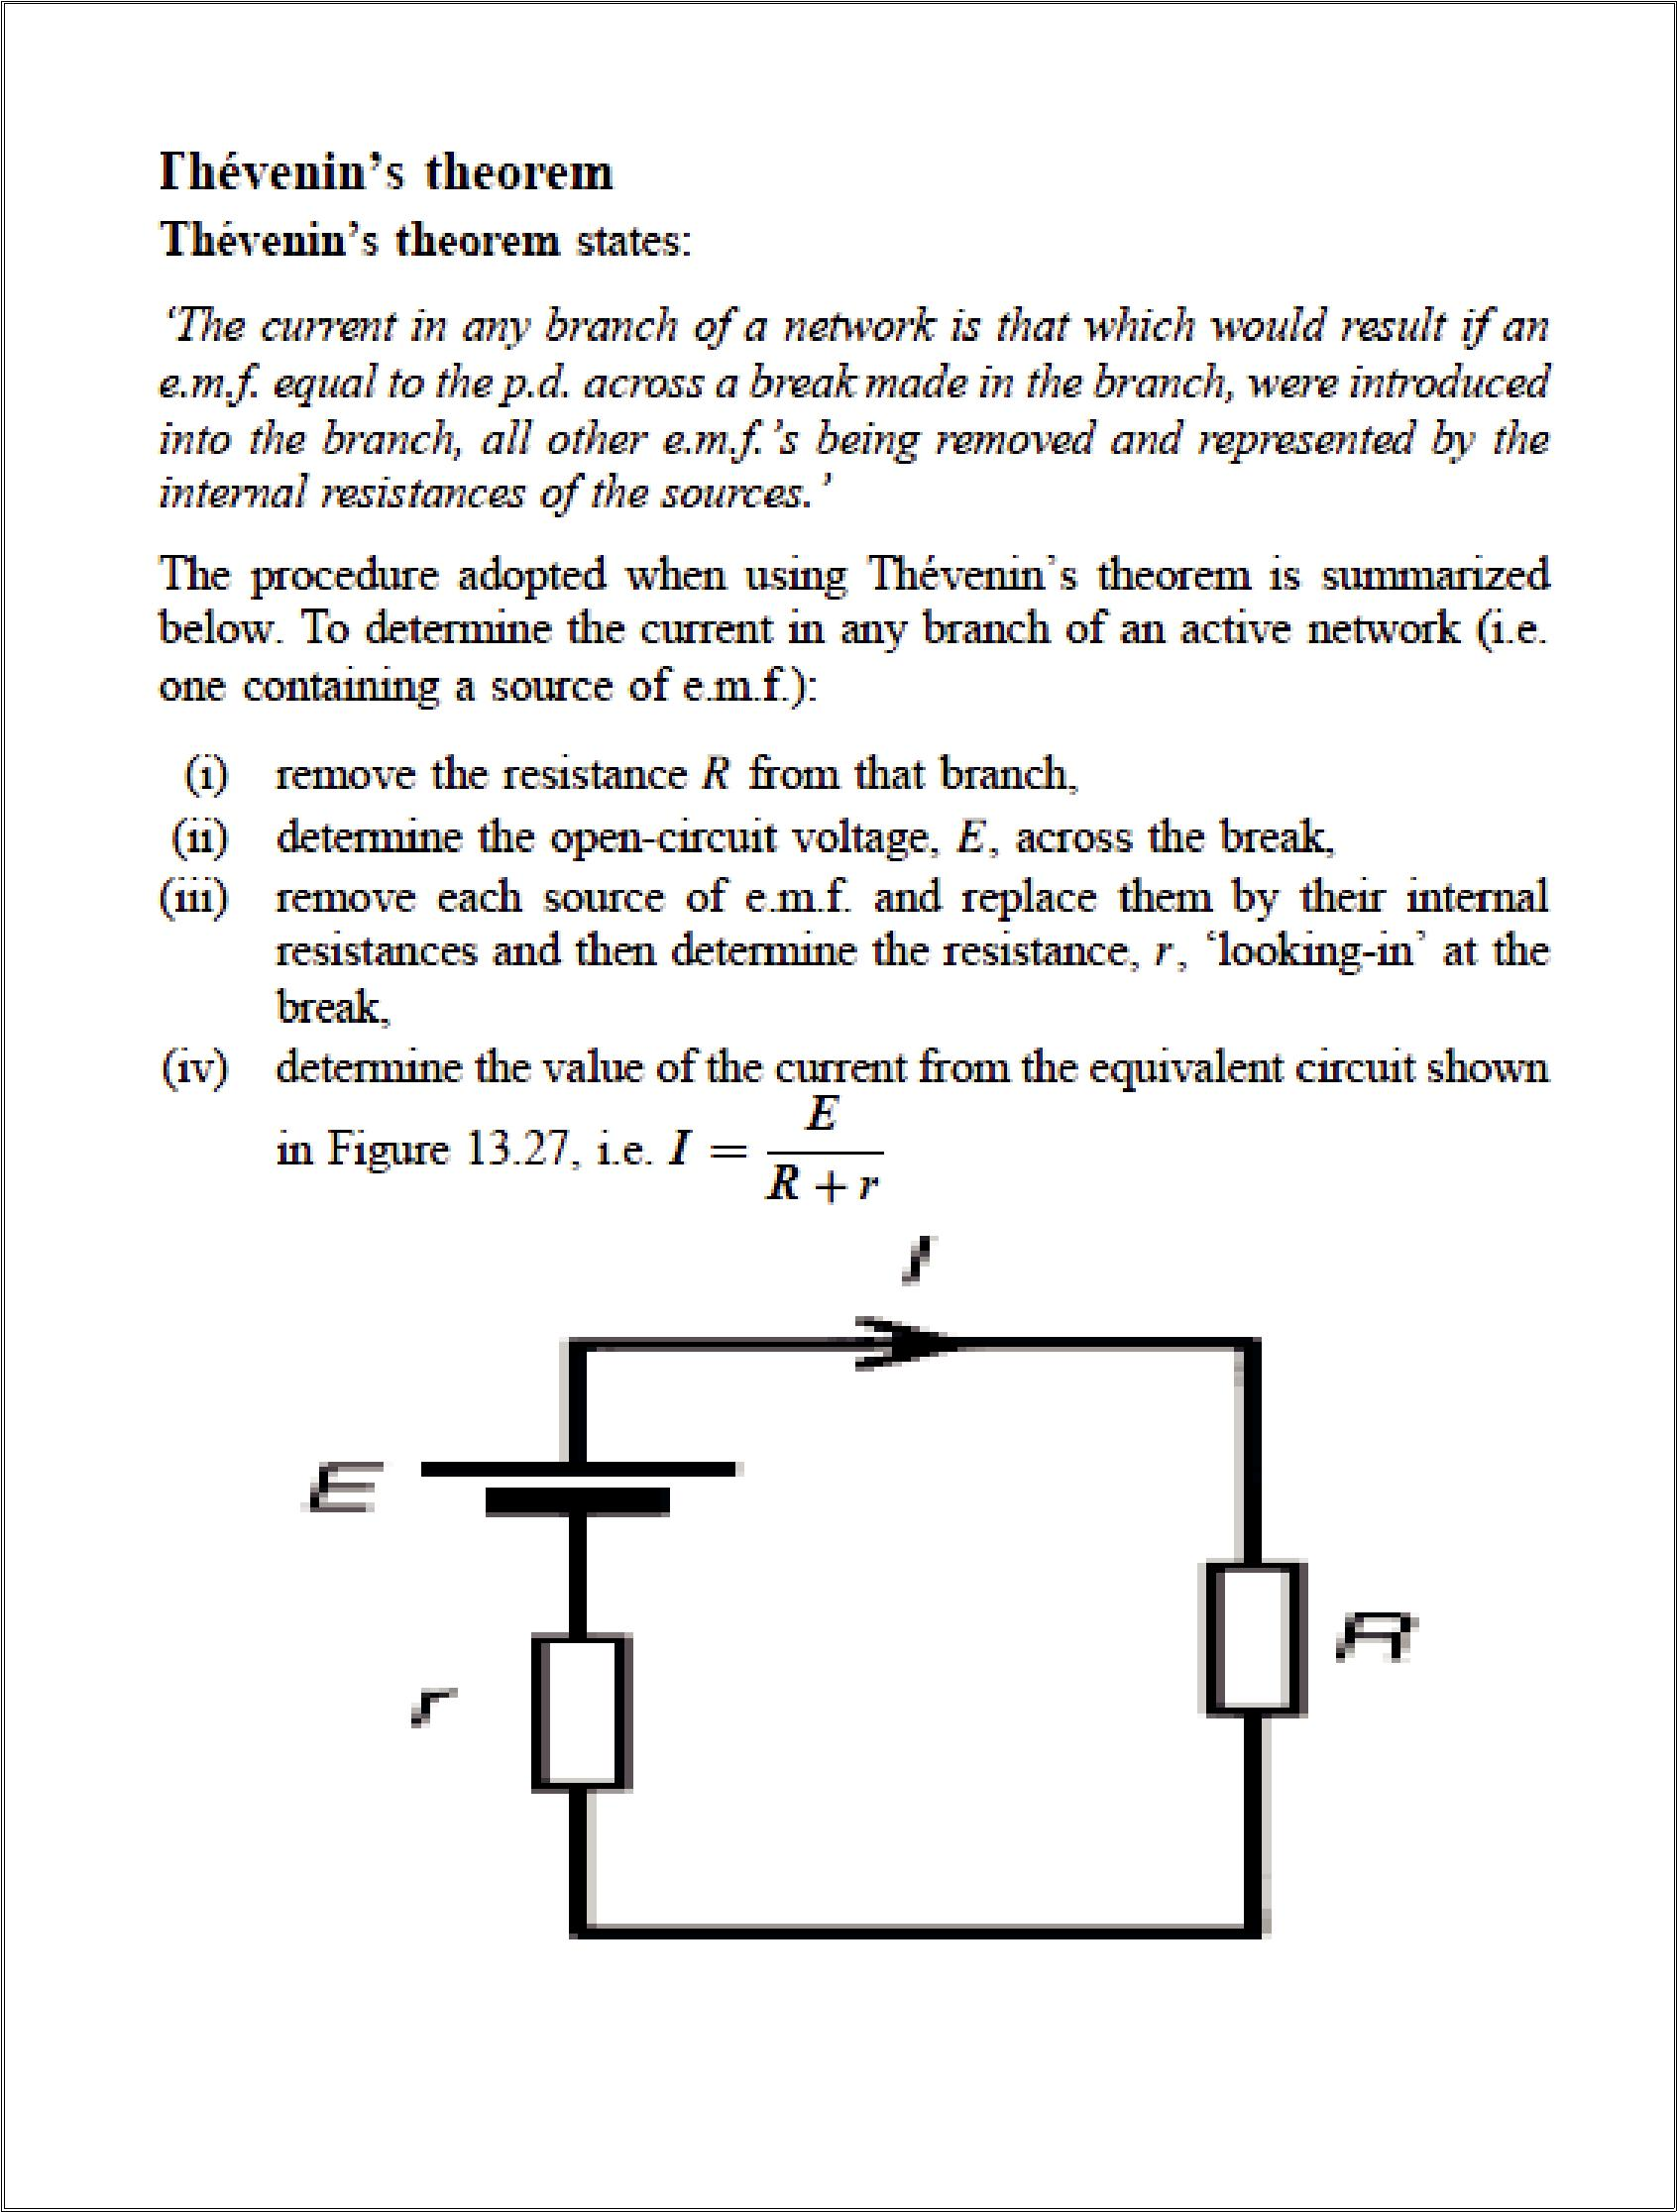 Thévenin’s theorem
Thévenin’s theorem states:
‘The current in any branch of a network is that which would result if an
e.m.f. equal to the p.d. across a break made in the branch, were introduced
into the branch, all other e.m.f.’s being removed and represented by the
internal resistances of the sources.’
The procedure adopted when using Thévenin’s theorem is summarized
below. To determine the current in any branch of an active network (i.e.
one containing a source of e.m.f.):
(i) remove the resistance R from that branch,
(ii) determine the open-circuit voltage, E, across the break,
(iii) remove each source of e.m.f. and replace them by their internal
resistances and then determine the resistance, r, ‘looking-in’ at the
break,
(iv) determine the value of the current from the equivalent circuit shown
in Figure 13.27, i.e. I = E / (R + r)
I
E
R
r